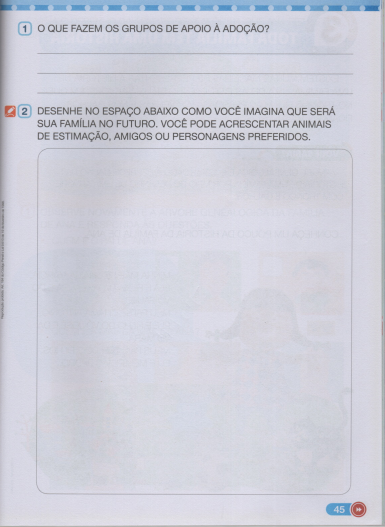 1 O QUE FAZEM OS GRUPOS DE APOIO À ADOÇÃO?
2 DESENHE NO ESPAÇO ABAIXO COMO VOCÊ IMAGINA QUE SERÁ
SUA FAMÍLIA NO FUTURO. VOCÊ PODE ACRESCENTAR ANIMAIS
DE ESTIMAÇÃO, AMIGOS OU PERSONAGENS PREFERIDOS.
45